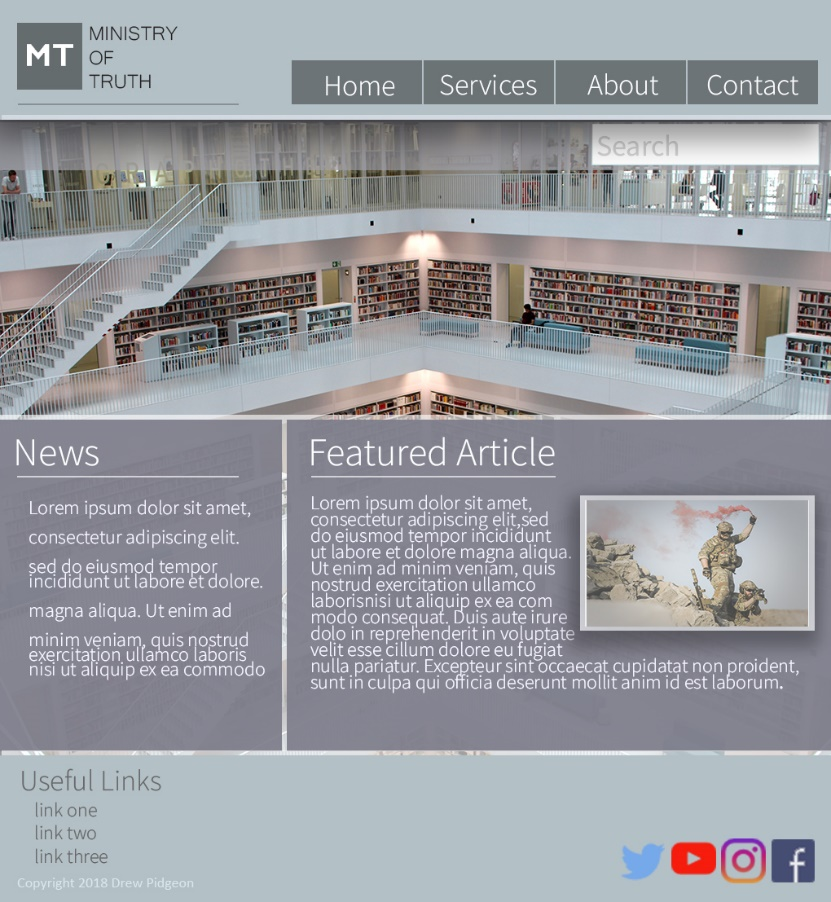 MT
MINISTRY
OF
TRUTH
Home
Services
About
Contact
Search
News
Lorem ipsum dolor sit amet,
consectetur adipiscing elit.
sed do eiusmod tempor
incididunt ut labore et dolore.
magna aliqua. Ut enim ad
minim veniam, quis nostrud
exercitation ullamco laboris
nisi ut aliquip ex ea commodo
Featured Article
Lorem ipsum dolor sit amet,
consectetur adipiscing elit,sed
do eiusmod tempor incididunt
ut labore et dolore magna aliqua.
Ut enim ad minim veniam, quis
nostrud exercitation ullamco
laborisnisi ut aliquip ex ea com
modo consequat. Duis aute irure
dolo in reprehenderit in voluptate
velit esse cillum dolore eu fugiat
nulla pariatur. Excepteur sint occaecat cupidatat non proident,
sunt in culpa qui officia deserunt mollit anim id est laborum.
Useful Links
link one
link two
link three
Copyright 2018 Drew Pidgeon